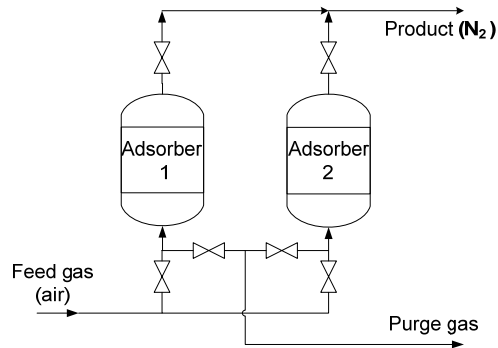 Product (N₂)
Adsorber
1
Adsorber
2
Feed gas
(air)
Purge gas